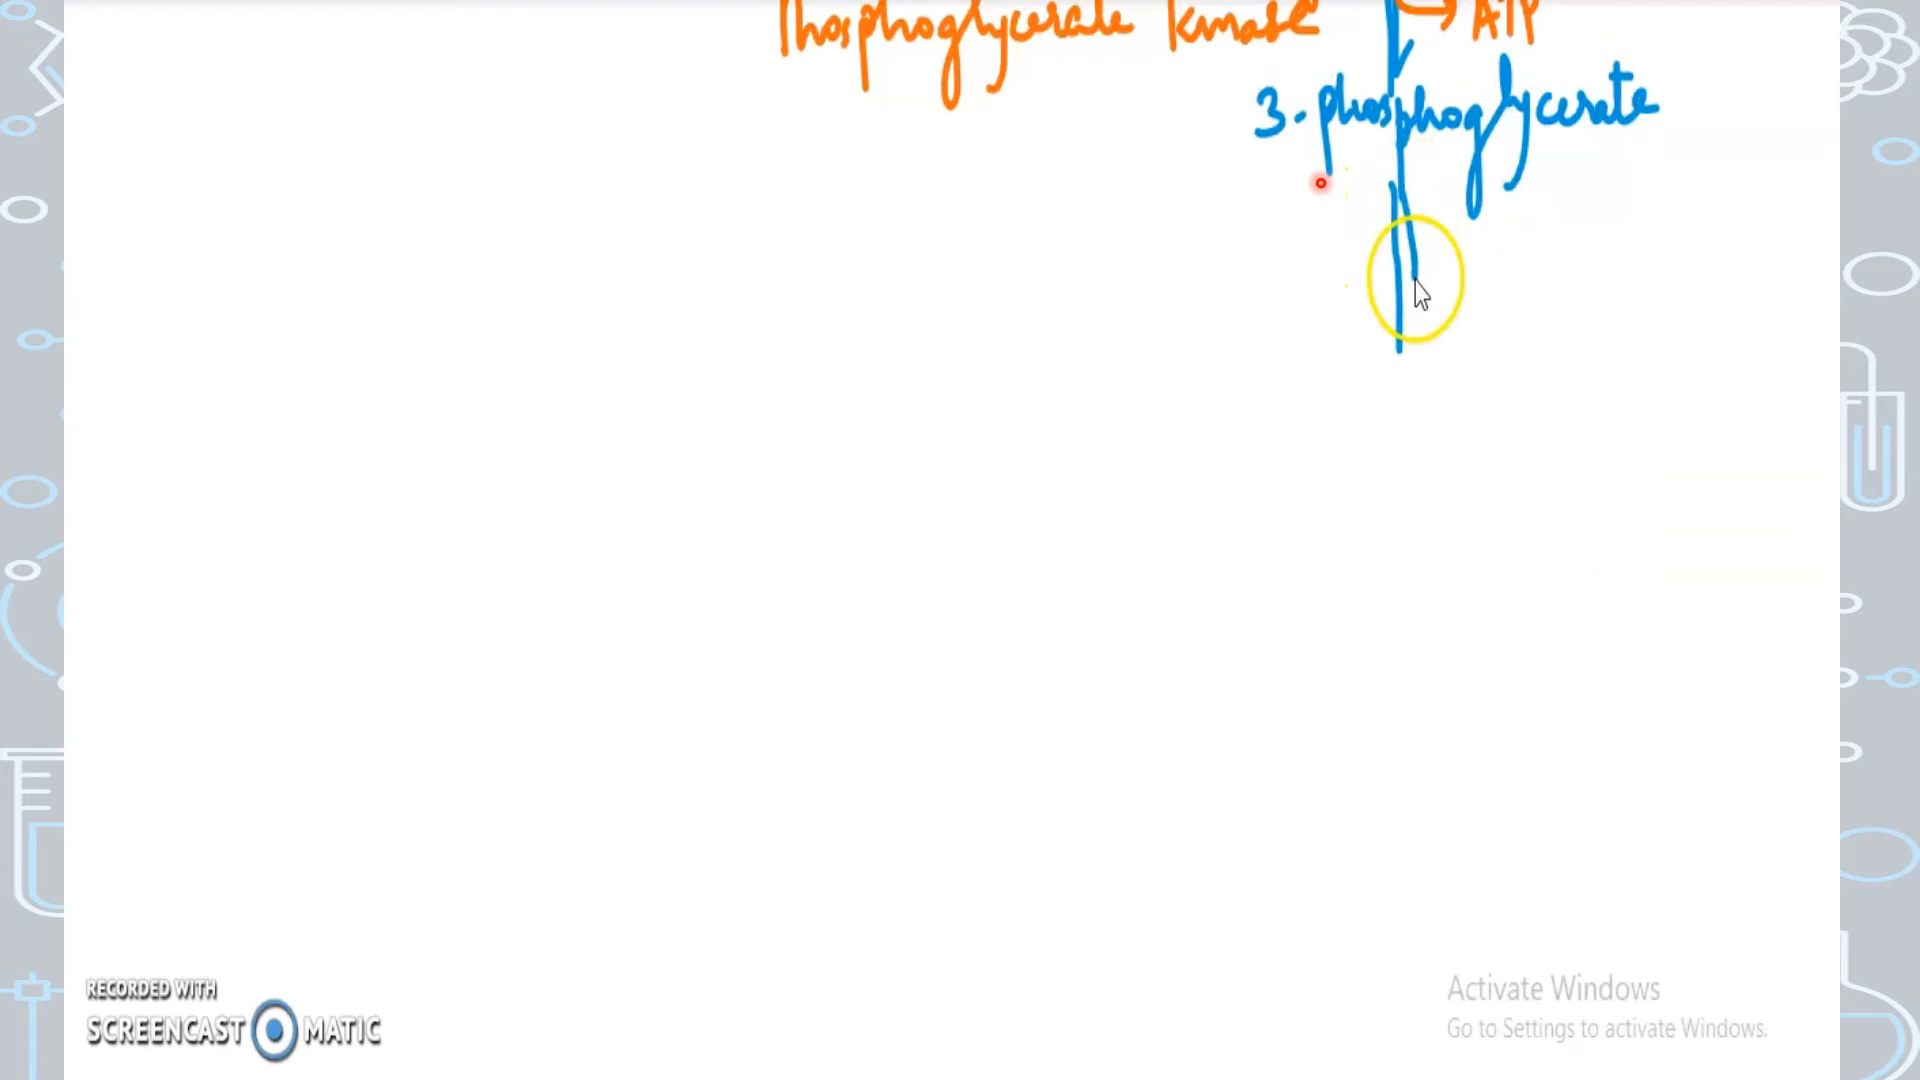 Phosphoglycerate kinase → ATP
3-phosphoglycerate
RECORDED WITH
SCREENCAST MATIC
Activate Windows
Go to Settings to activate Windows.